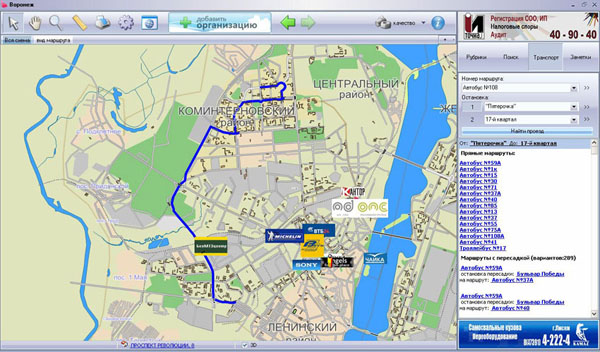 Воронеж
добавить
организацию
качество
Вся схема
вид маршрута
ЦЕНТРАЛЬНЫЙ
район
КОМИНТЕРНОВСКИЙ
район
КАНТОР
MICHELIN
SONY
ЧАЙКА
ЛЕНИНСКИЙ
район
ПРОСПЕКТ РЕВОЛЮЦИИ, 8
3D
ТОЧКА
Регистрация ООО, ИП
Налоговые споры
Аудит
40 - 90 - 40
Рубрики
Поиск
Транспорт
Заметки
Номер маршрута
Автобус №108
Остановка
1
"Пятерочка"
2
17-й квартал
Найти проезд
От: "Пятерочка" До: 17-й квартал
Прямые маршруты:
Автобус №59А
Автобус №1к
Автобус №15
Автобус №30
Автобус №71
Автобус №37А
Автобус №40
Автобус №85
Автобус №13
Автобус №37
Автобус №55
Автобус №75А
Автобус №108А
Автобус №41
Троллейбус №17
Маршруты с пересадкой (вариантов:289)
Автобус №59А
остановка пересадки: Бульвар Победы
на маршрут: Автобус №37А
Автобус №59А
остановка пересадки: Бульвар Победы
на маршрут: Автобус №40
Самосвальные кузова
Переоборудование
г.Лиски
4-222-4
КАМАЗ